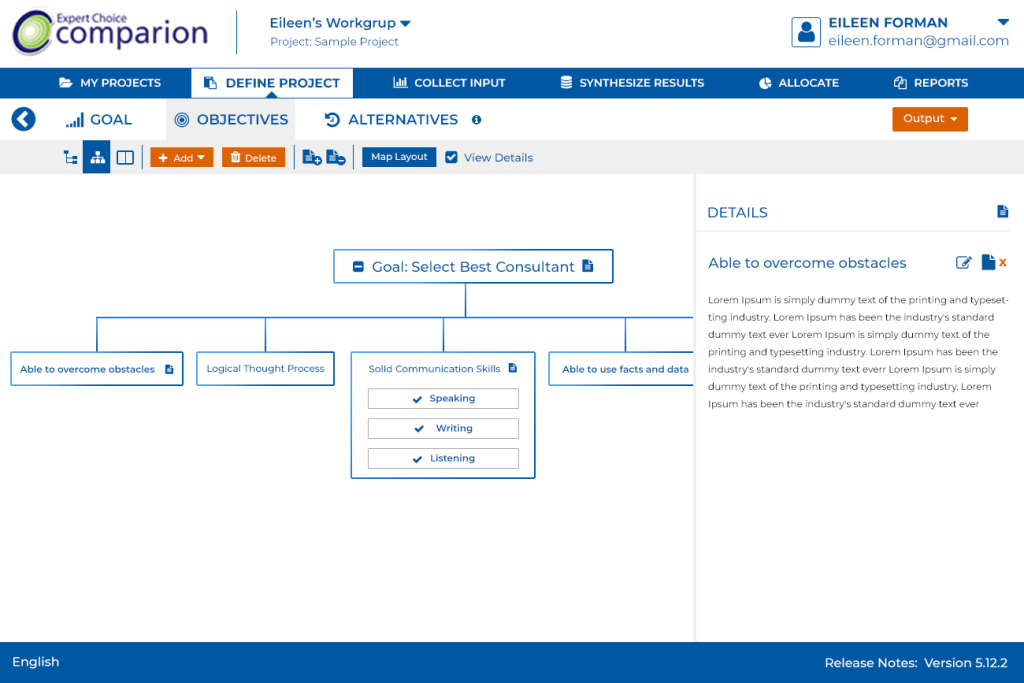 Expert Choice
comparion
Eileen's Workgrup
Project: Sample Project
EILEEN FORMAN
eileen.forman@gmail.com
MY PROJECTS
DEFINE PROJECT
COLLECT INPUT
SYNTHESIZE RESULTS
ALLOCATE
REPORTS
GOAL
OBJECTIVES
ALTERNATIVES
Output
Add
Delete
Map Layout
View Details
Goal: Select Best Consultant
Able to overcome obstacles
Logical Thought Process
Solld Communication Skills
Speaking
Writing
Listening
Able to use facts and data
DETAILS
Able to overcome obstacles
Lorem Ipsum is simply dummy text of the printing and typeset-
ting industry. Lorem Ipsum has been the industry's standard
dummy text ever Lorem Ipsum is simply dummy text of the
printing and typesetting industry. Lorem Ipsum has been the
industry's standard dummy text everr Lorem Ipsum is simply
dummy text of the printing and typesetting industry. Lorem
Ipsum has been the industry's standard dummy text ever
English
Release Notes: Version 5.12.2